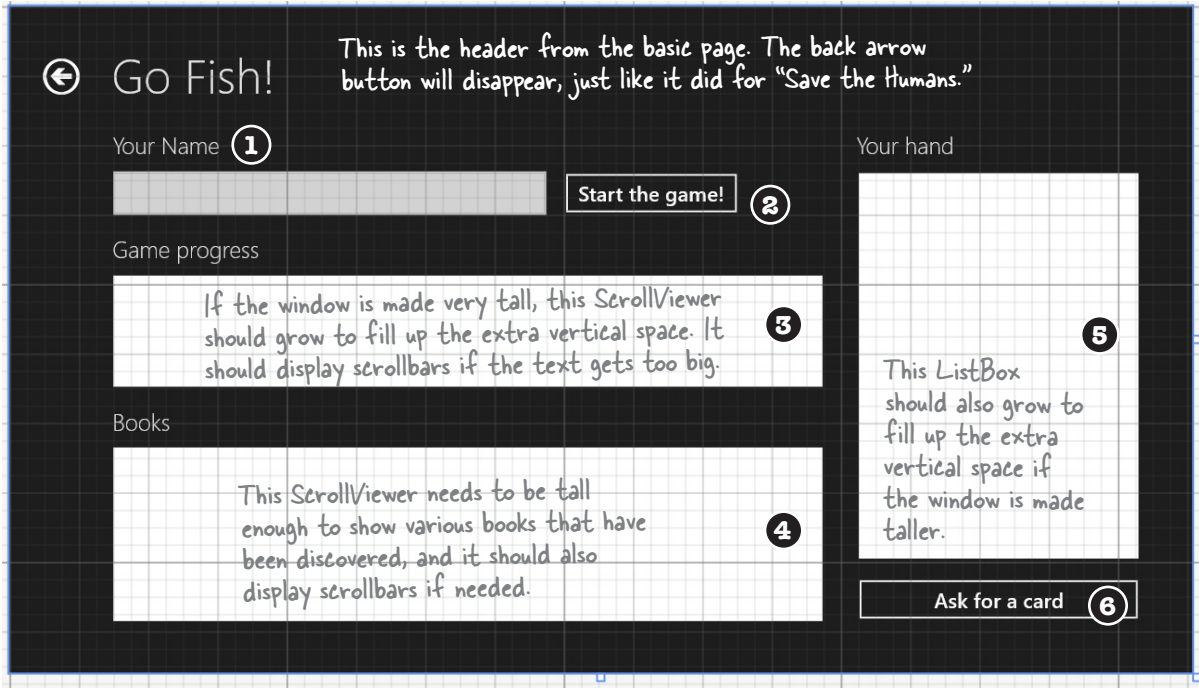 This is the header from the basic page. The back arrow
button will disappear, just like it did for “Save the Humans.”
Go Fish!
Your Name 1
Start the game! 2
Game progress
If the window is made very tall, this ScrollViewer
should grow to fill up the extra vertical space. It
should display scrollbars if the text gets too big.
3
Books
This ScrollViewer needs to be tall
enough to show various books that have
been discovered, and it should also
display scrollbars if needed.
4
Your hand
5
This ListBox
should also grow to
fill up the extra
vertical space if
the window is made
taller.
Ask for a card 6